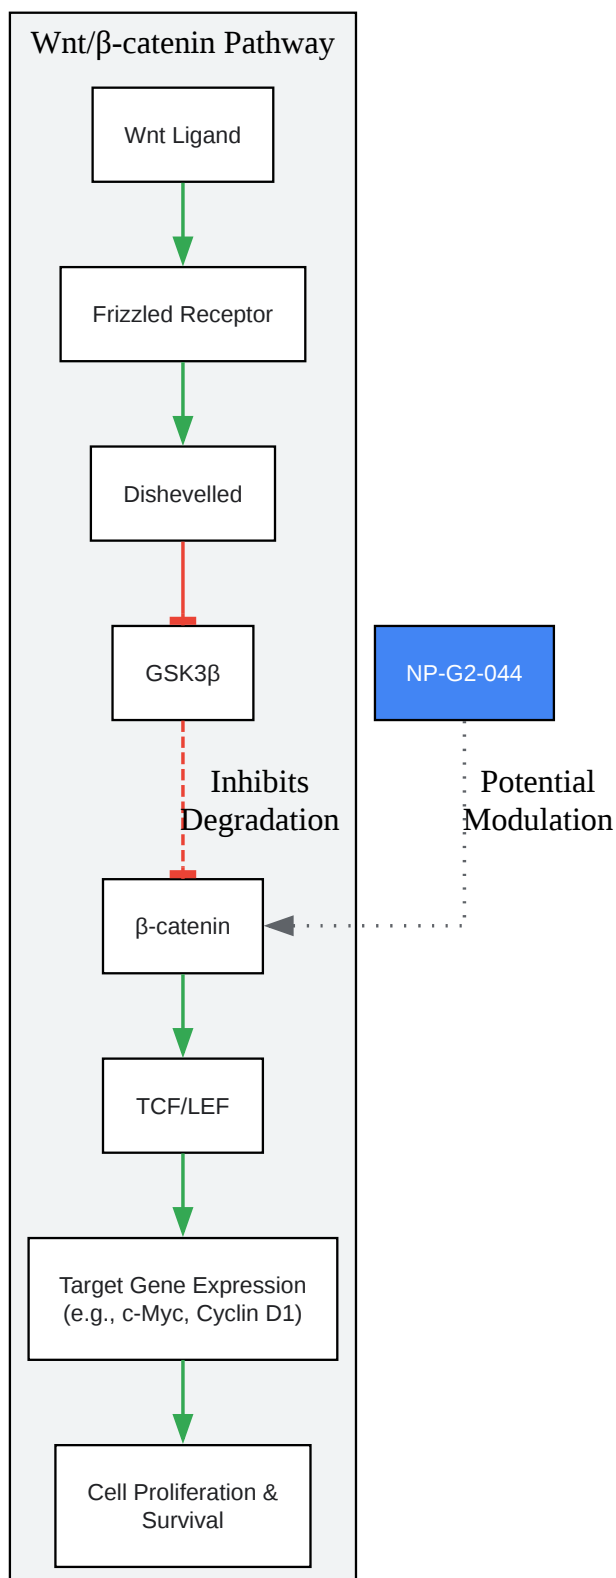 Wnt/β-catenin Pathway
Wnt Ligand
Frizzled Receptor
Dishevelled
GSK3β
NP-G2-044
Inhibits
Degradation
Potential
Modulation
β-catenin
TCF/LEF
Target Gene Expression
(e.g., c-Myc, Cyclin D1)
Cell Proliferation &
Survival